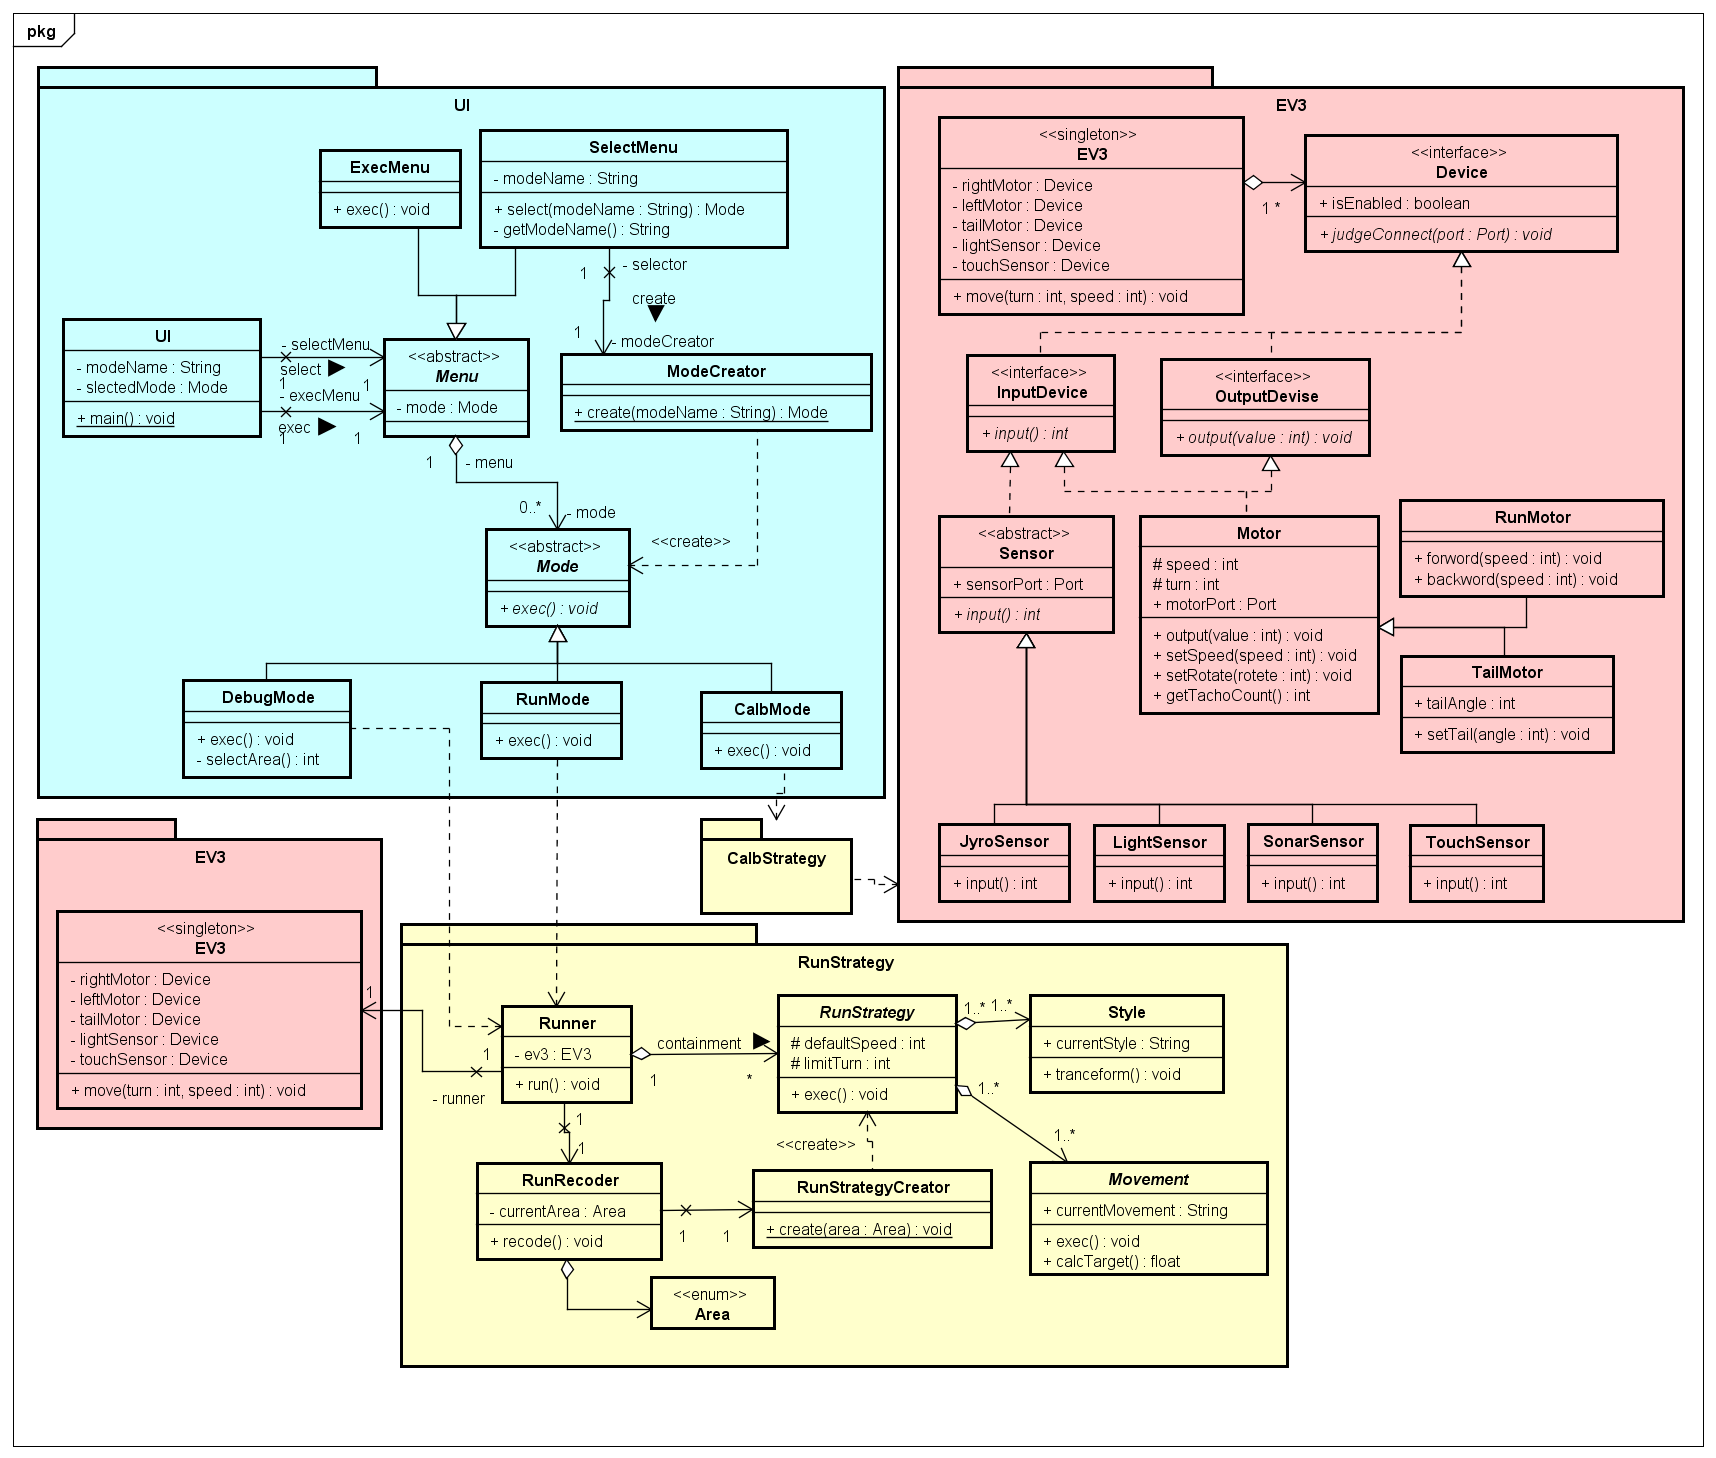 pkg
UI
ExecMenu
+ exec() : void
SelectMenu
- modeName : String
+ select(modeName : String) : Mode
- getModeName() : String
1
- selector
create
1
- modeCreator
UI
- modeName : String
- slectedMode : Mode
+ main() : void
- selectMenu
select
1
1
- execMenu
exec
1
1
<<abstract>>
Menu
- mode : Mode
ModeCreator
+ create(modeName : String) : Mode
1
- menu
0..*
- mode
<<create>>
<<abstract>>
Mode
+ exec() : void
DebugMode
+ exec() : void
- selectArea() : int
RunMode
+ exec() : void
CalbMode
+ exec() : void
EV3
<<singleton>>
EV3
- rightMotor : Device
- leftMotor : Device
- tailMotor : Device
- lightSensor : Device
- touchSensor : Device
+ move(turn : int, speed : int) : void
1 *
<<interface>>
Device
+ isEnabled : boolean
+ judgeConnect(port : Port) : void
<<interface>>
InputDevice
+ input() : int
<<interface>>
OutputDevise
+ output(value : int) : void
<<abstract>>
Sensor
+ sensorPort : Port
+ input() : int
Motor
# speed : int
# turn : int
+ motorPort : Port
+ output(value : int) : void
+ setSpeed(speed : int) : void
+ setRotate(rotete : int) : void
+ getTachoCount() : int
RunMotor
+ forword(speed : int) : void
+ backword(speed : int) : void
TailMotor
+ tailAngle : int
+ setTail(angle : int) : void
JyroSensor
+ input() : int
LightSensor
+ input() : int
SonarSensor
+ input() : int
TouchSensor
+ input() : int
CalbStrategy
EV3
<<singleton>>
EV3
- rightMotor : Device
- leftMotor : Device
- tailMotor : Device
- lightSensor : Device
- touchSensor : Device
+ move(turn : int, speed : int) : void
1
RunStrategy
Runner
- ev3 : EV3
+ run() : void
1
- runner
containment
1
*
RunStrategy
# defaultSpeed : int
# limitTurn : int
+ exec() : void
1..*
1..*
Style
+ currentStyle : String
+ tranceform() : void
1..*
1..*
Movement
+ currentMovement : String
+ exec() : void
+ calcTarget() : float
1
1
<<create>>
RunRecoder
- currentArea : Area
+ recode() : void
1
1
RunStrategyCreator
+ create(area : Area) : void
<<enum>>
Area